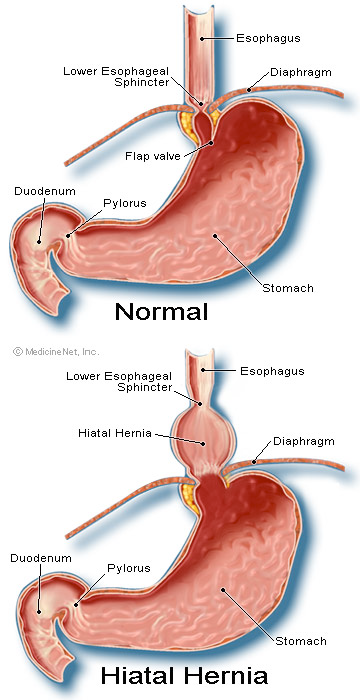 Esophagus
Lower Esophageal
Sphincter
Diaphragm
Flap valve
Duodenum
Pylorus
Stomach
Normal
© MedicineNet, Inc.
Esophagus
Lower Esophageal
Sphincter
Hiatal Hernia
Diaphragm
Duodenum
Pylorus
Stomach
Hiatal Hernia